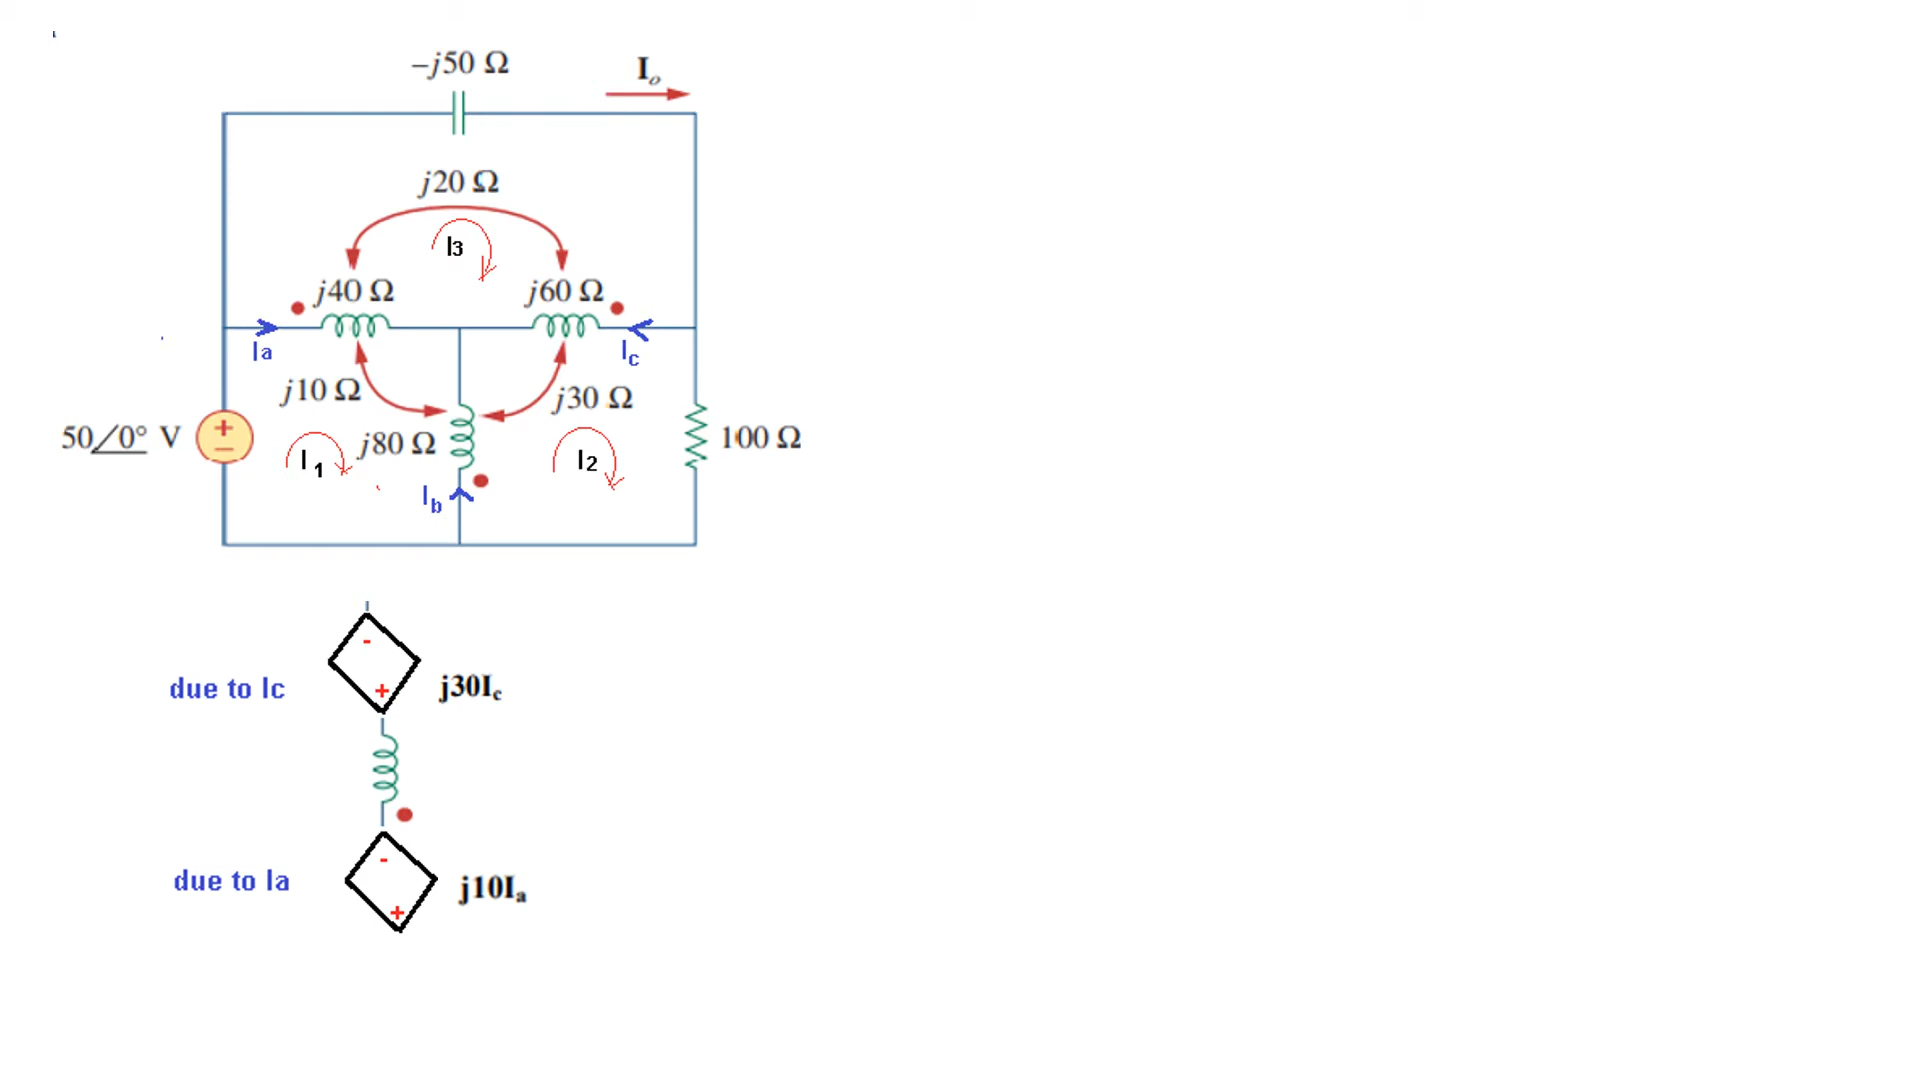 −j50 Ω
Iₒ
j20 Ω
I3
j40 Ω
j60 Ω
Ia
Ic
j10 Ω
j30 Ω
50∠0° V
+
−
I1
j80 Ω
I2
100 Ω
Ib
-
due to Ic
+
j30Ic
-
due to Ia
+
j10Ia